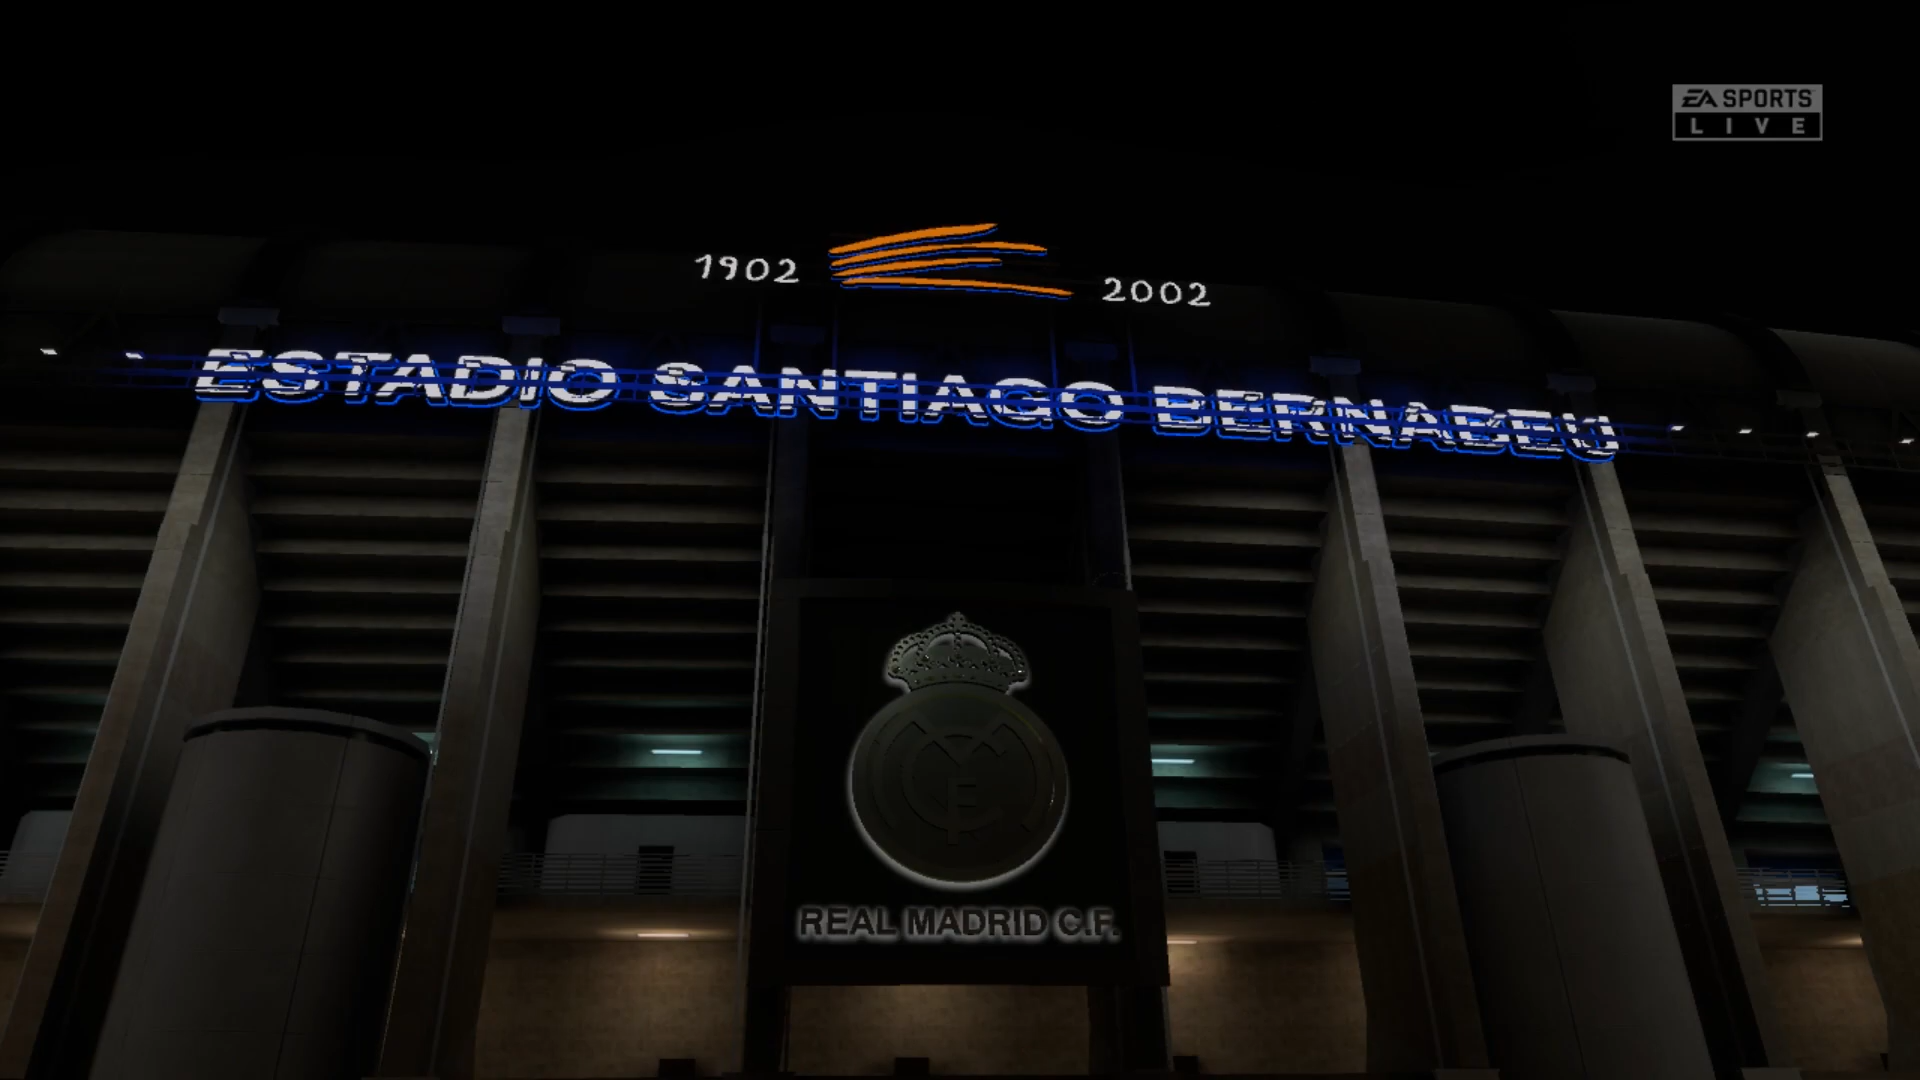 EA SPORTS
LIVE
1902 2002
ESTADIO SANTIAGO BERNABEU
REAL MADRID C.F.